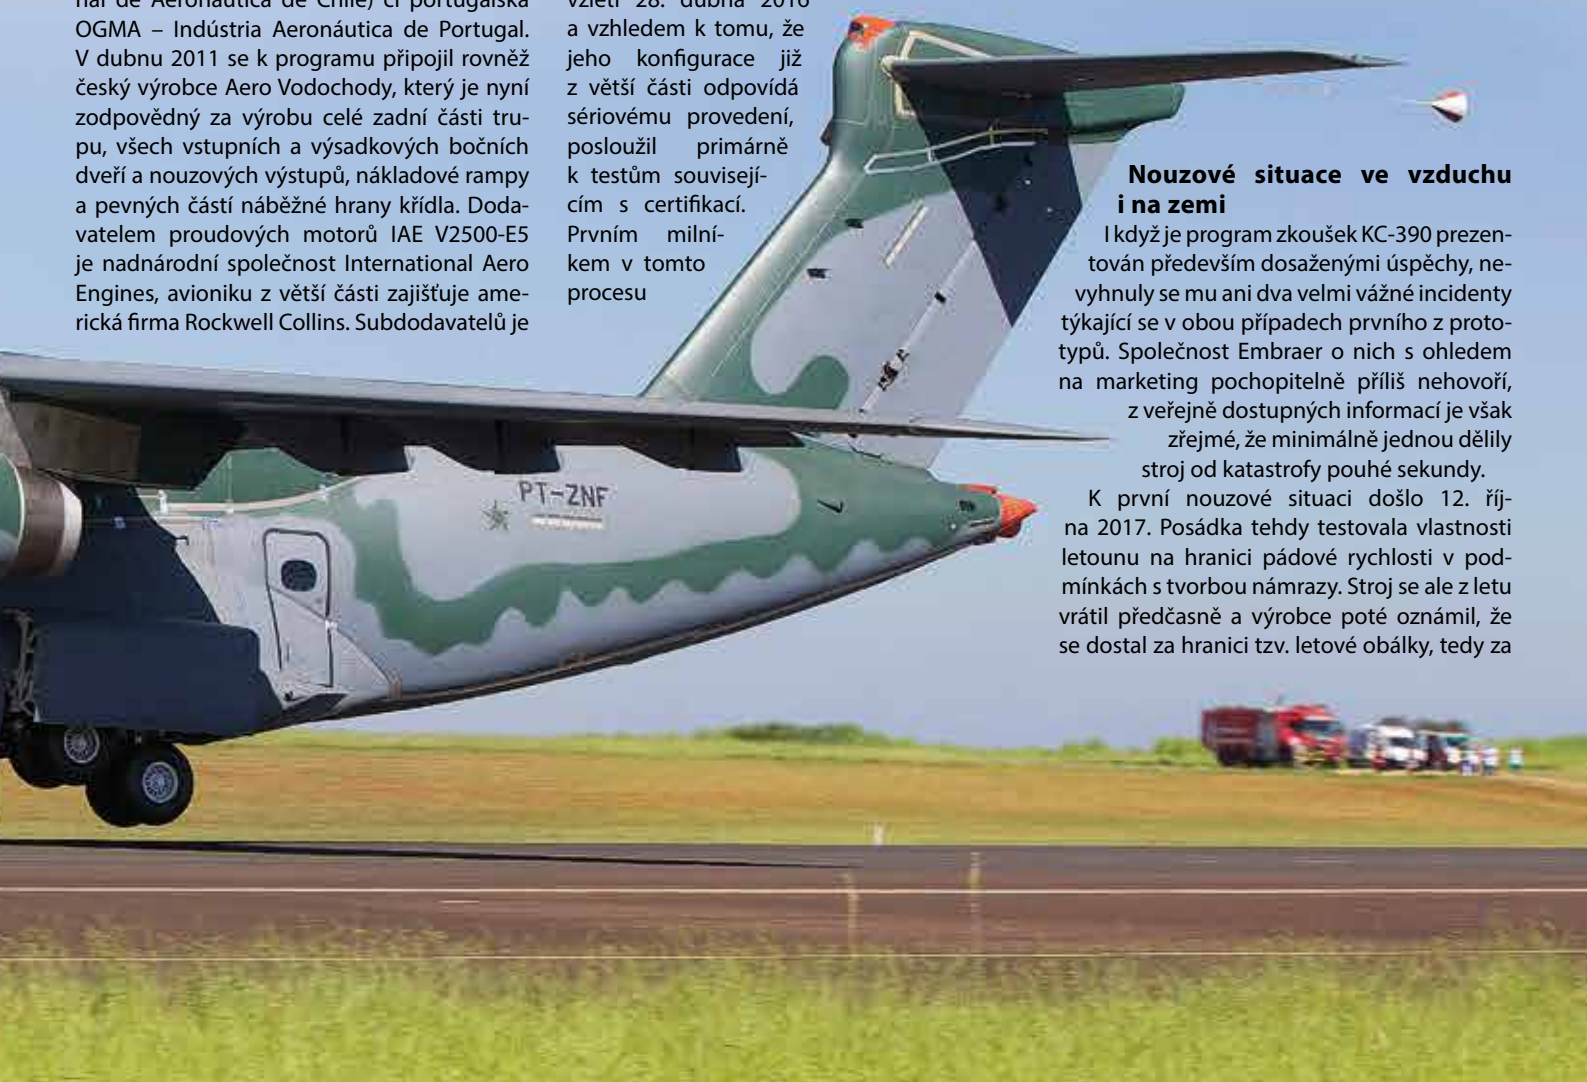 nal de Aeronáutica de Chile) či portugalská
OGMA – Indústria Aeronáutica de Portugal.
V dubnu 2011 se k programu připojil rovněž
český výrobce Aero Vodochody, který je nyní
zodpovědný za výrobu celé zadní části tru-
pu, všech vstupních a výsadkových bočních
dveří a nouzových výstupů, nákladové rampy
a pevných částí náběžné hrany křídla. Doda-
vatelem proudových motorů IAE V2500-E5
je nadnárodní společnost International Aero
Engines, avioniku z větší části zajišťuje ame-
rická firma Rockwell Collins. Subdodavatelů je
vzlétl 28. dubna 2016
a vzhledem k tomu, že
jeho konfigurace již
z větší části odpovídá
sériovému provedení,
posloužil primárně
k testům souvisejí-
cím s certifikací.
Prvním milní-
kem v tomto
procesu
Nouzové situace ve vzduchu
i na zemi
I když je program zkoušek KC-390 prezen-
tován především dosaženými úspěchy, ne-
vyhnuly se mu ani dva velmi vážné incidenty
týkající se v obou případech prvního z proto-
typů. Společnost Embraer o nich s ohledem
na marketing pochopitelně příliš nehovoří,
z veřejně dostupných informací je však
zřejmé, že minimálně jednou dělily
stroj od katastrofy pouhé sekundy.
K první nouzové situaci došlo 12. říj-
na 2017. Posádka tehdy testovala vlastnosti
letounu na hranici pádové rychlosti v pod-
mínkách s tvorbou námrazy. Stroj se ale z letu
vrátil předčasně a výrobce poté oznámil, že
se dostal za hranici tzv. letové obálky, tedy za
PT-ZNF